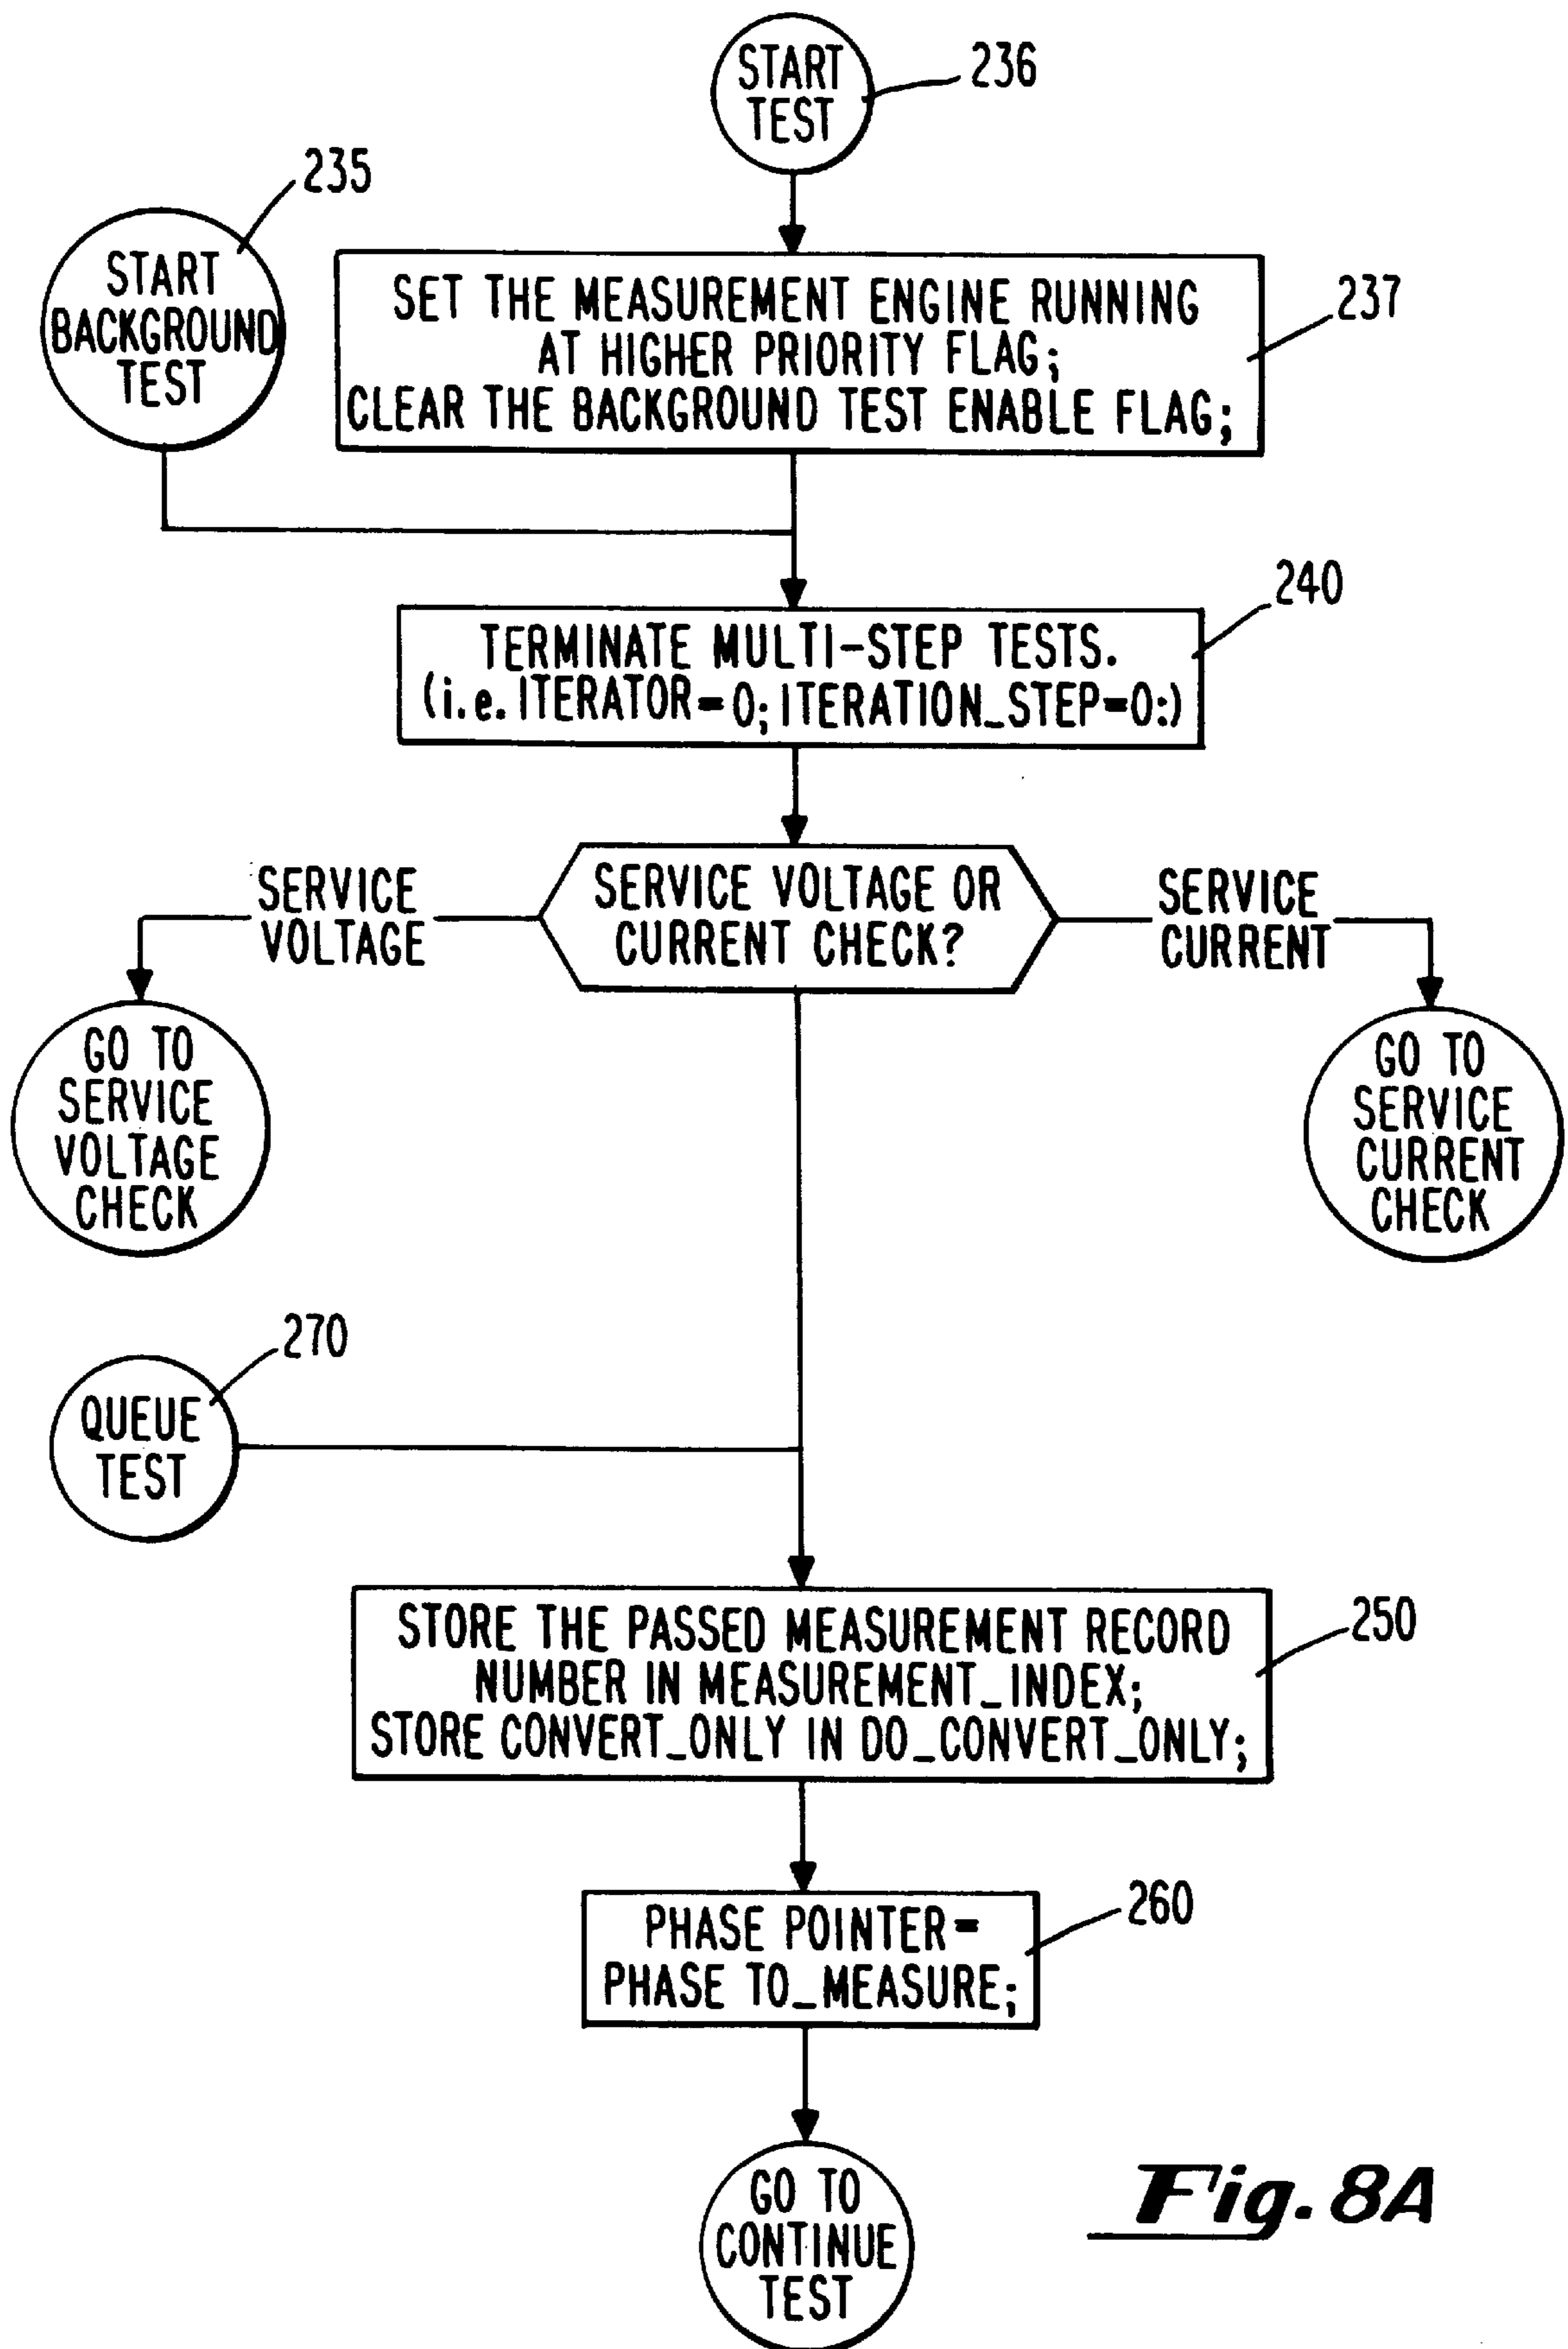 START
TEST
236
235
START
BACKGROUND
TEST
SET THE MEASUREMENT ENGINE RUNNING
AT HIGHER PRIORITY FLAG;
CLEAR THE BACKGROUND TEST ENABLE FLAG;
237
240
TERMINATE MULTI-STEP TESTS.
(i.e. ITERATOR=0; ITERATION_STEP=0:)
SERVICE
VOLTAGE
SERVICE VOLTAGE OR
CURRENT CHECK?
SERVICE
CURRENT
GO TO
SERVICE
VOLTAGE
CHECK
GO TO
SERVICE
CURRENT
CHECK
270
QUEUE
TEST
STORE THE PASSED MEASUREMENT RECORD
NUMBER IN MEASUREMENT_INDEX;
STORE CONVERT_ONLY IN DO_CONVERT_ONLY;
250
PHASE POINTER=
PHASE TO_MEASURE;
260
GO TO
CONTINUE
TEST
Fig. 8A